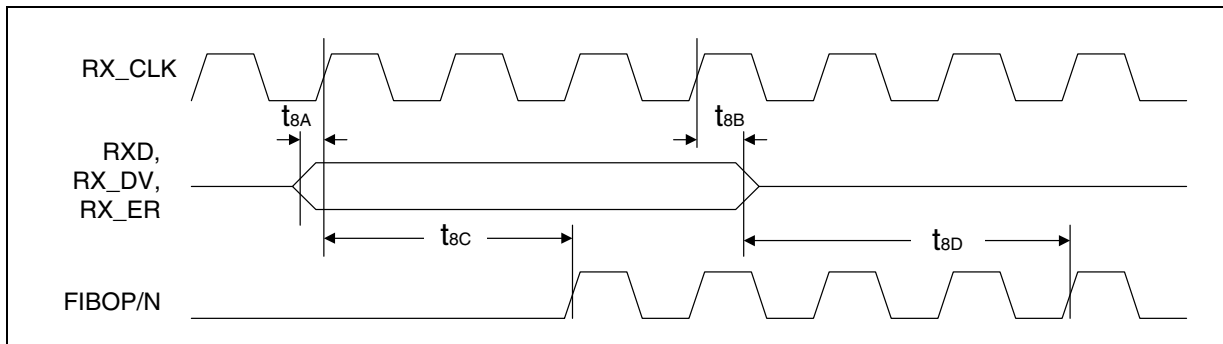 RX_CLK
t8A
t8B
RXD,
RX_DV,
RX_ER
t8C
t8D
FIBOP/N